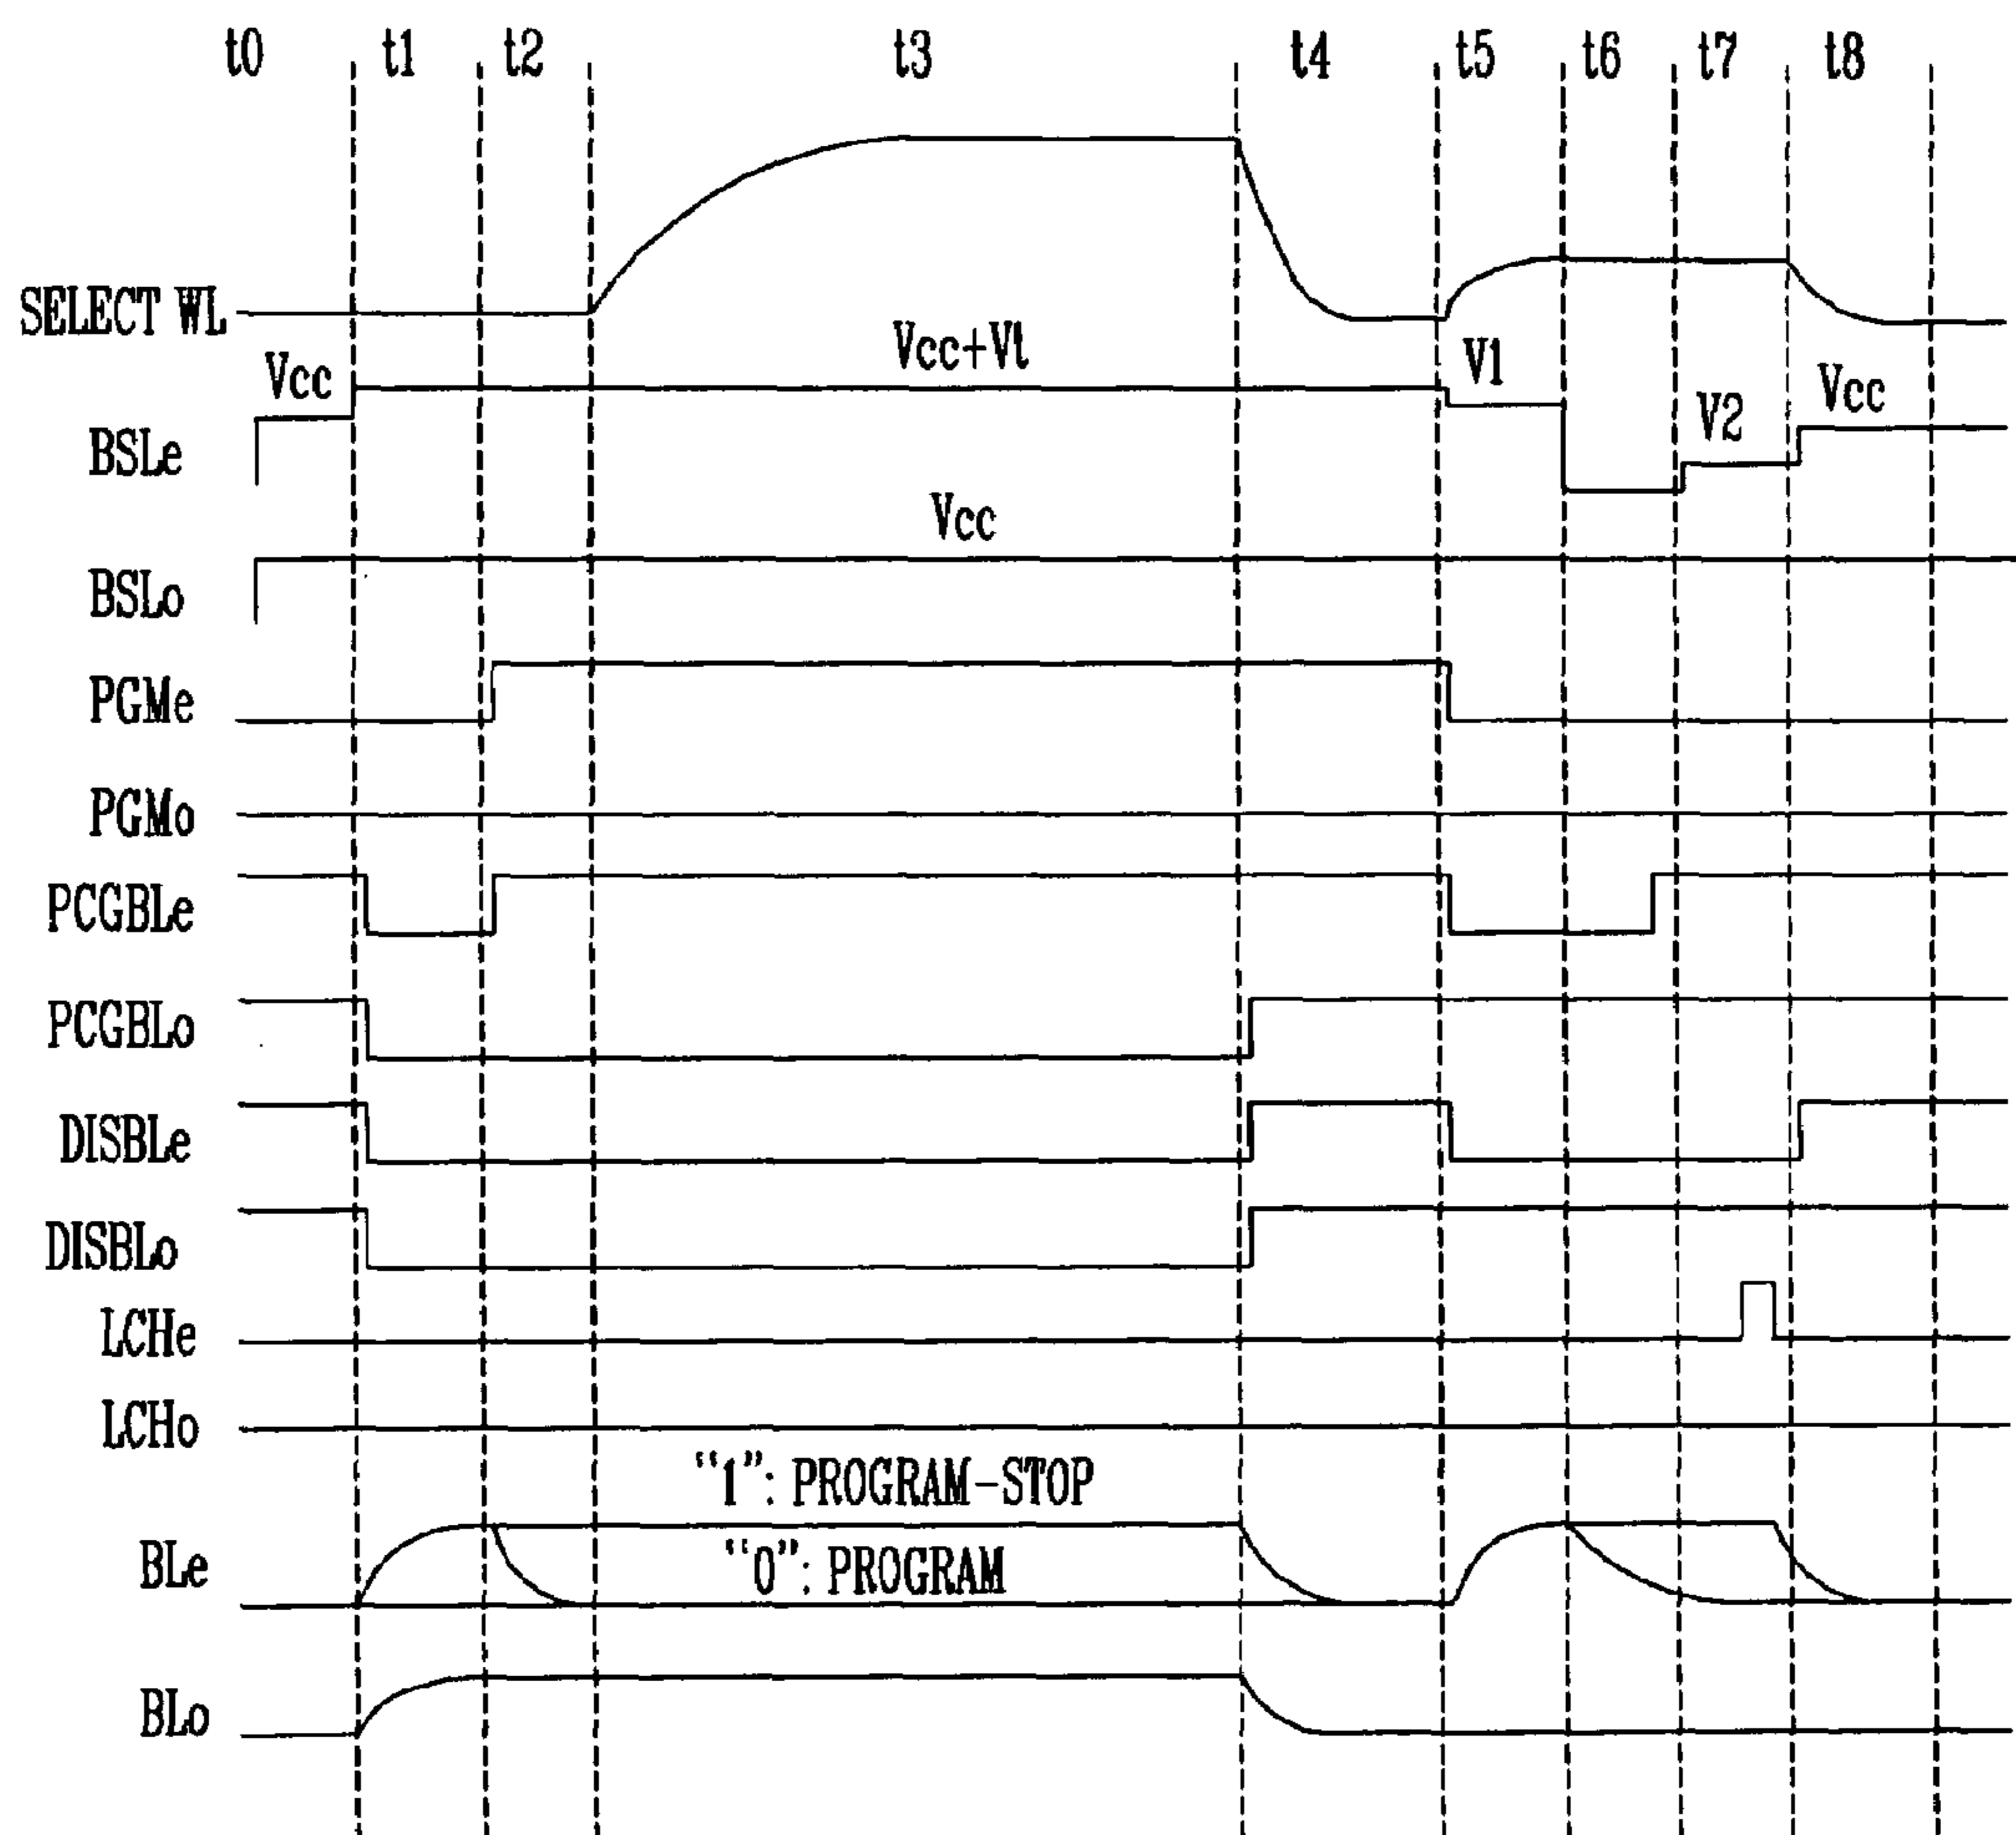 t0 t1 t2 t3 t4 t5 t6 t7 t8
SELECT WL
Vcc Vcc+Vt V1 V2 Vcc
BSLe
Vcc
BSLo
PGMe
PGMo
PCGBLe
PCGBLo
DISBLe
DISBLo
LCHe
LCHo
"1": PROGRAM-STOP
BLe
"0": PROGRAM
BLo